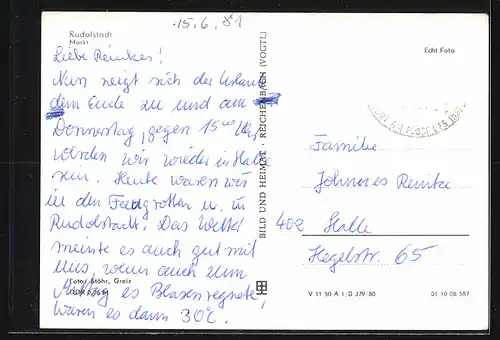 15.6.81
Rudolstadt
Markt
Liebe Reinkes!
Nun neigt sich der Urlaub
dem Ende zu und am
Donnerstag, gegen 15⁰⁰ Uhr,
werden wir wieder in Halle
sein. Heute waren wir
in den Feengrotten u. in
Rudolstadt. Das Wetter
meinte es auch gut mit
uns, wenn auch zum
Mittag es Blasen regnete,
waren es dann 30°C.
Foto: Stöhr, Greiz
BILD UND HEIMAT · REICHENBACH (VOGTL)
Echt Foto
Familie
Johannes Reinke
402 Halle
Hegelstr. 65
V 11 50 A 1/B 379/80
01 10 06 587